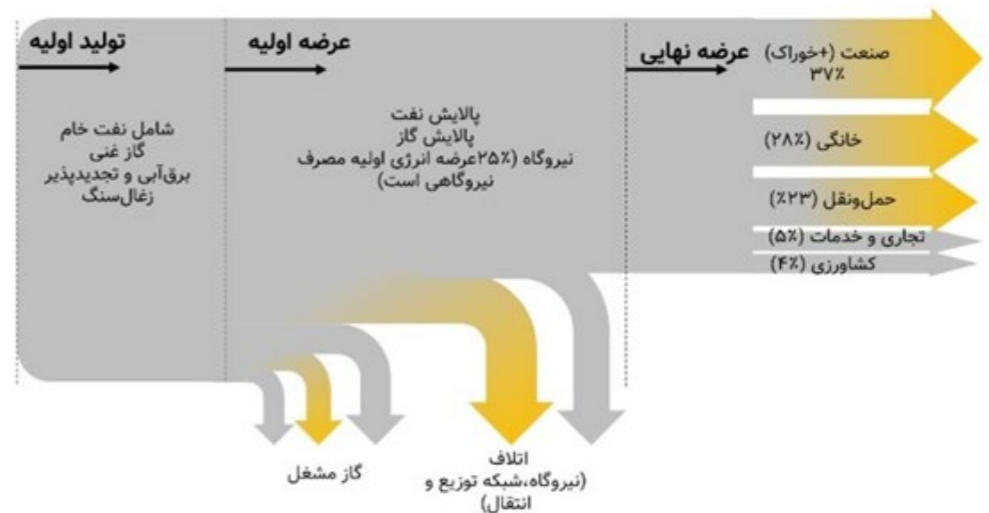 تولید اولیه
شامل نفت خام
گاز غنی
برق‌آبی و تجدیدپذیر
زغال‌سنگ
عرضه اولیه
پالایش نفت
پالایش گاز
نیروگاه (۲۵٪عرضه انرژی اولیه مصرف
نیروگاهی است)
عرضه نهایی
صنعت (+خوراک)
۳۷٪
خانگی (۲۸٪)
حمل‌ونقل (۲۳٪)
تجاری و خدمات (۵٪)
کشاورزی (۴٪)
گاز مشغل
اتلاف
(نیروگاه،شبکه توزیع و
انتقال)